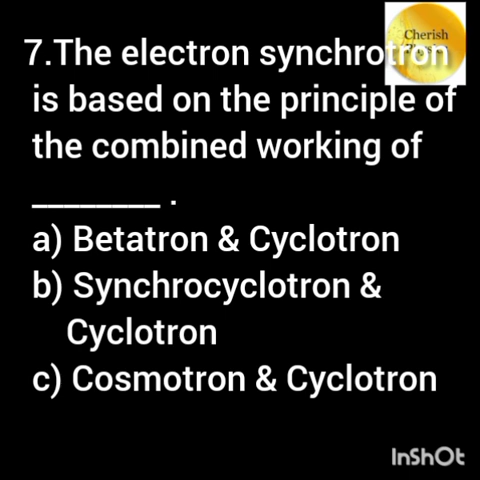 Cherish
7.The electron synchrotron
is based on the principle of
the combined working of
________ .
a) Betatron & Cyclotron
b) Synchrocyclotron &
Cyclotron
c) Cosmotron & Cyclotron
InShOt